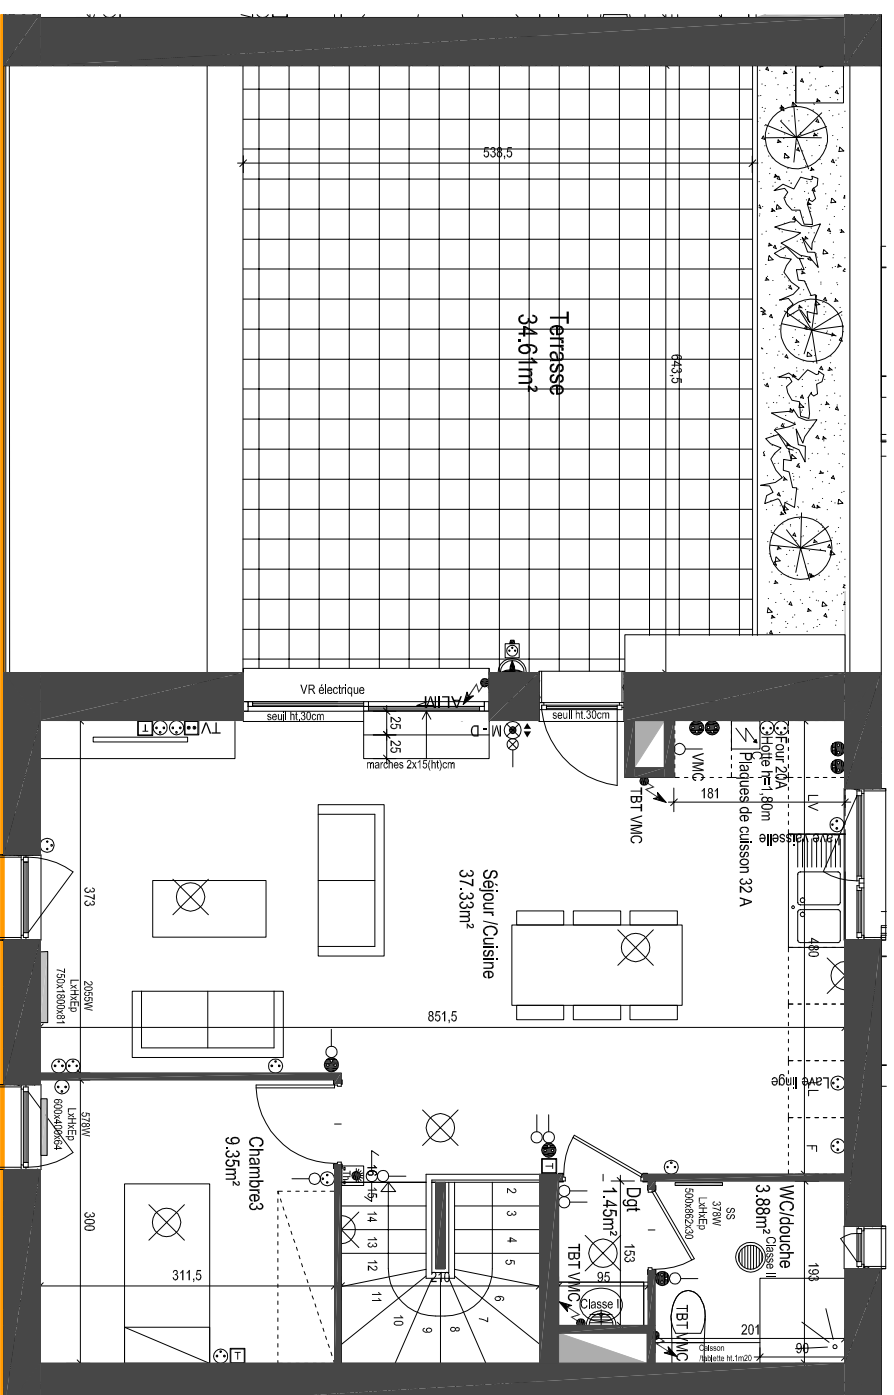 538,5
Terrasse
34.61m²
643,5
VR électrique
ALIM
seuil ht.30cm
seuil ht.30cm
25
25
marches 2x15(ht)cm
M - D
TV
T
VMC
TBT VMC
181
Four 20A
Hotte h=1,80m
Plaques de cuisson 32 A
LV
Lave vaisselle
480
373
Séjour /Cuisine
37.33m²
2055W
LxHxEp
750x1800x81
851,5
Lave linge
LL
F
578W
LxHxEp
600x400x64
Chambre3
9.35m²
300
311,5
T
T
16
15
14
13
12
11
10
9
8
7
6
5
4
3
2
210
Dgt
1.45m²
153
95
TBT VMC
Classe II
WC/douche
3.88m²
Classe II
SS
378W
LxHxEp
500x862x30
193
201
90
TBT VMC
Caisson
/tablette ht.1m20